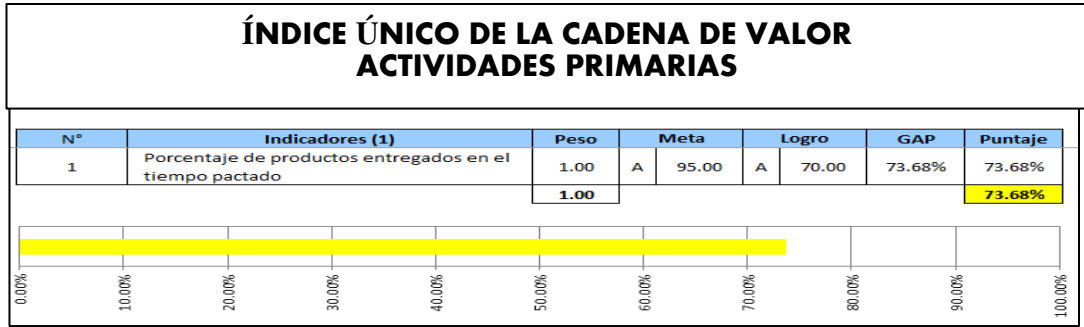 ÍNDICE ÚNICO DE LA CADENA DE VALOR
ACTIVIDADES PRIMARIAS
N° Indicadores (1) Peso Meta Logro GAP Puntaje
1 Porcentaje de productos entregados en el tiempo pactado 1.00 A 95.00 A 70.00 73.68% 73.68%
1.00 73.68%
0.00% 10.00% 20.00% 30.00% 40.00% 50.00% 60.00% 70.00% 80.00% 90.00% 100.00%